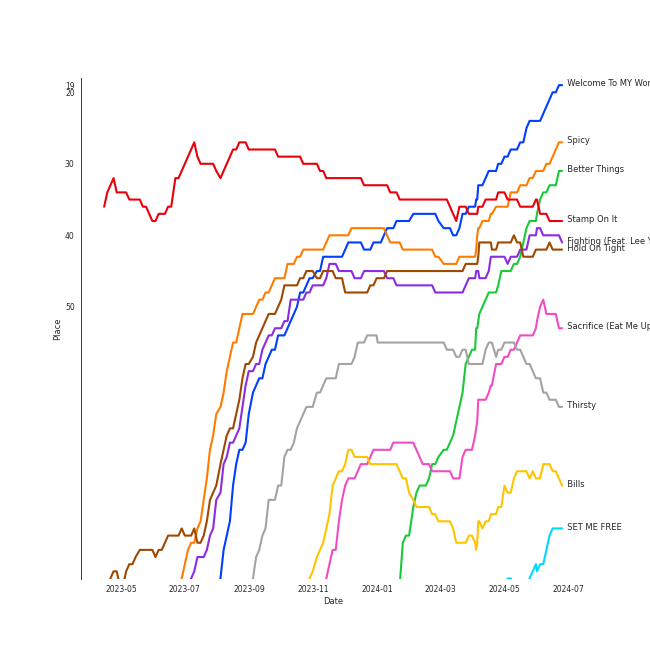 19
20
30
40
50
Place
Welcome To MY Wor
Spicy
Better Things
Stamp On It
Fighting (Feat. Lee Y
Hold On Tight
Sacrifice (Eat Me Up
Thirsty
Bills
SET ME FREE
2023-05 2023-07 2023-09 2023-11 2024-01 2024-03 2024-05 2024-07
Date